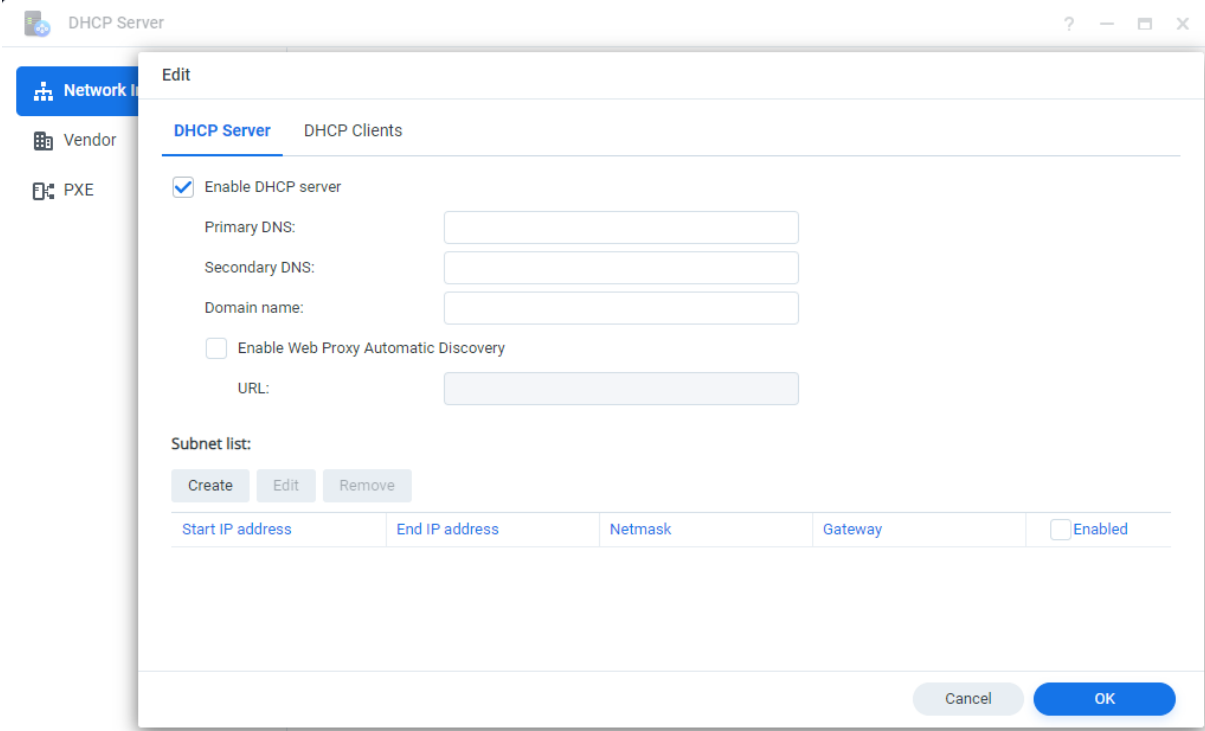 DHCP Server
?
Edit
Network I
DHCP Server DHCP Clients
Vendor
Enable DHCP server
PXE
Primary DNS:
Secondary DNS:
Domain name:
Enable Web Proxy Automatic Discovery
URL:
Subnet list:
Create Edit Remove
Start IP address End IP address Netmask Gateway Enabled
Cancel OK